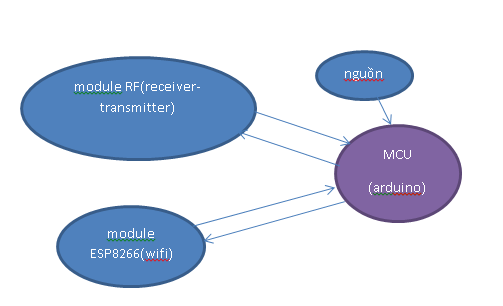 module RF(receiver-
transmitter)
nguồn
MCU
(arduino)
module
ESP8266(wifi)